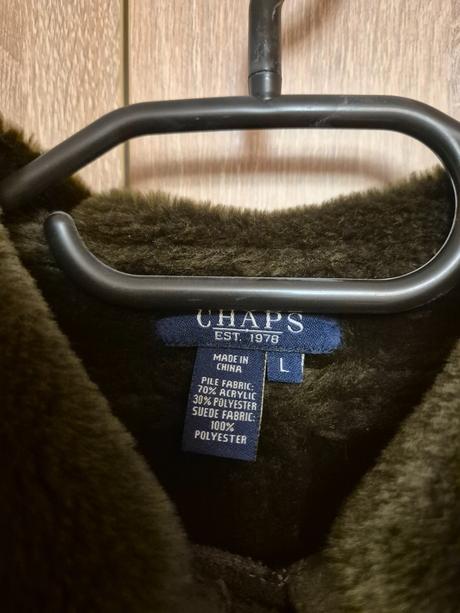 CHAPS
EST. 1978
MADE IN
CHINA
L
PILE FABRIC:
70% ACRYLIC
30% POLYESTER
SUEDE FABRIC:
100%
POLYESTER